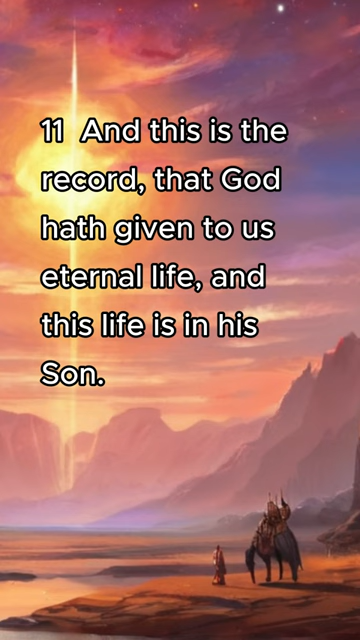 11  And this is the
record, that God
hath given to us
eternal life, and
this life is in his
Son.